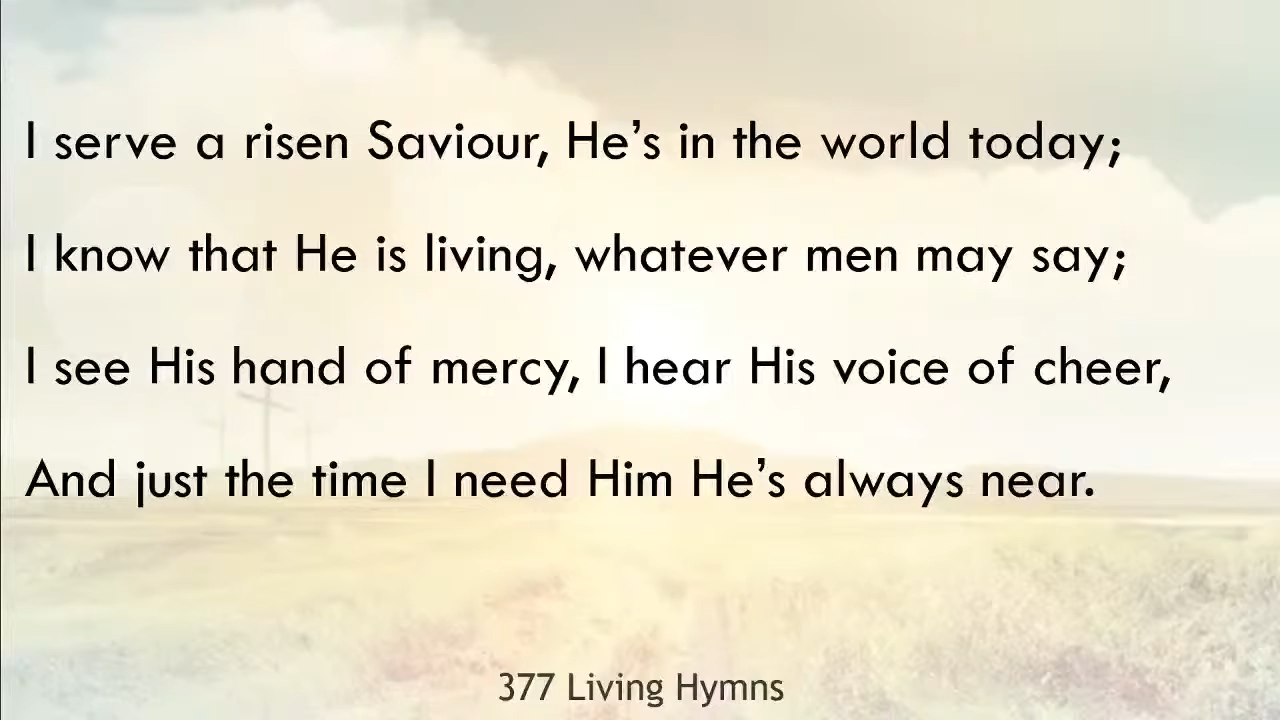 I serve a risen Saviour, He’s in the world today;
I know that He is living, whatever men may say;
I see His hand of mercy, I hear His voice of cheer,
And just the time I need Him He’s always near.
377 Living Hymns